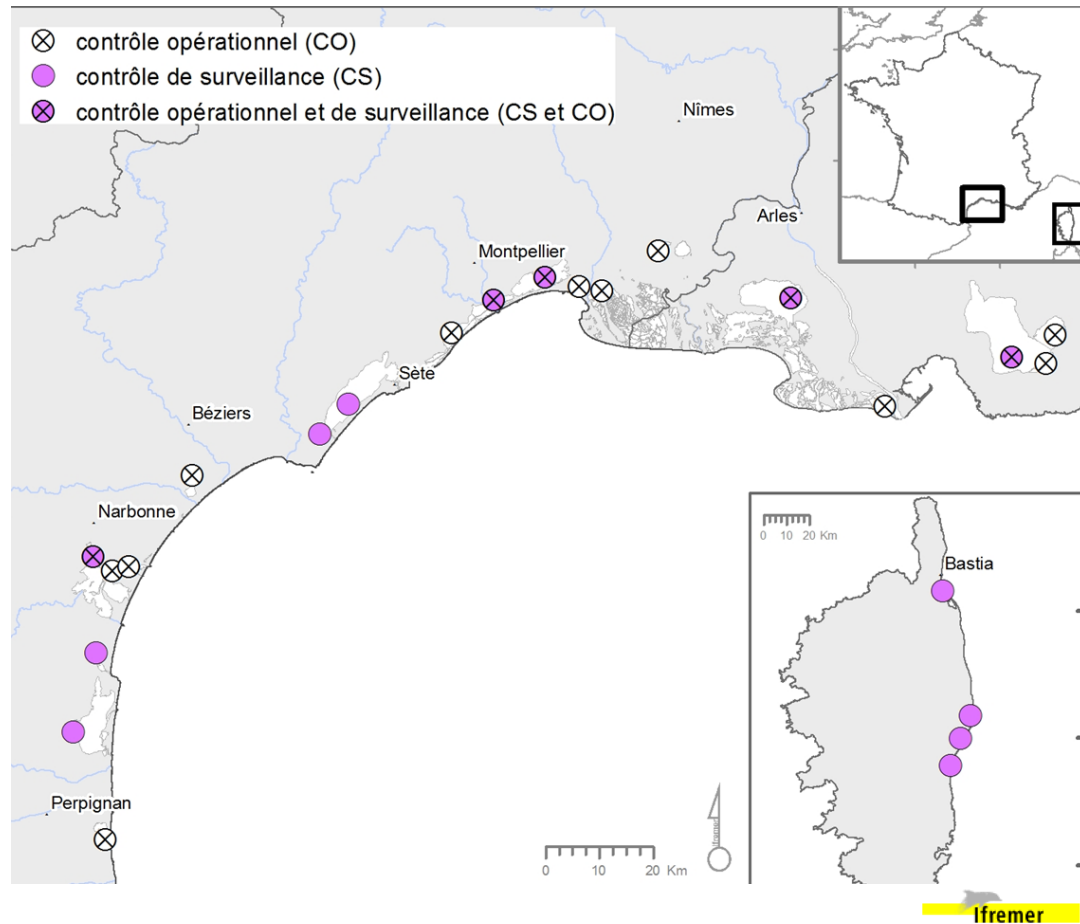 contrôle opérationnel (CO)
contrôle de surveillance (CS)
contrôle opérationnel et de surveillance (CS et CO)
Nîmes
Arles
Montpellier
Sète
Béziers
Narbonne
Perpignan
0 10 20 Km
ifremer
0 10 20 Km
Bastia
Ifremer